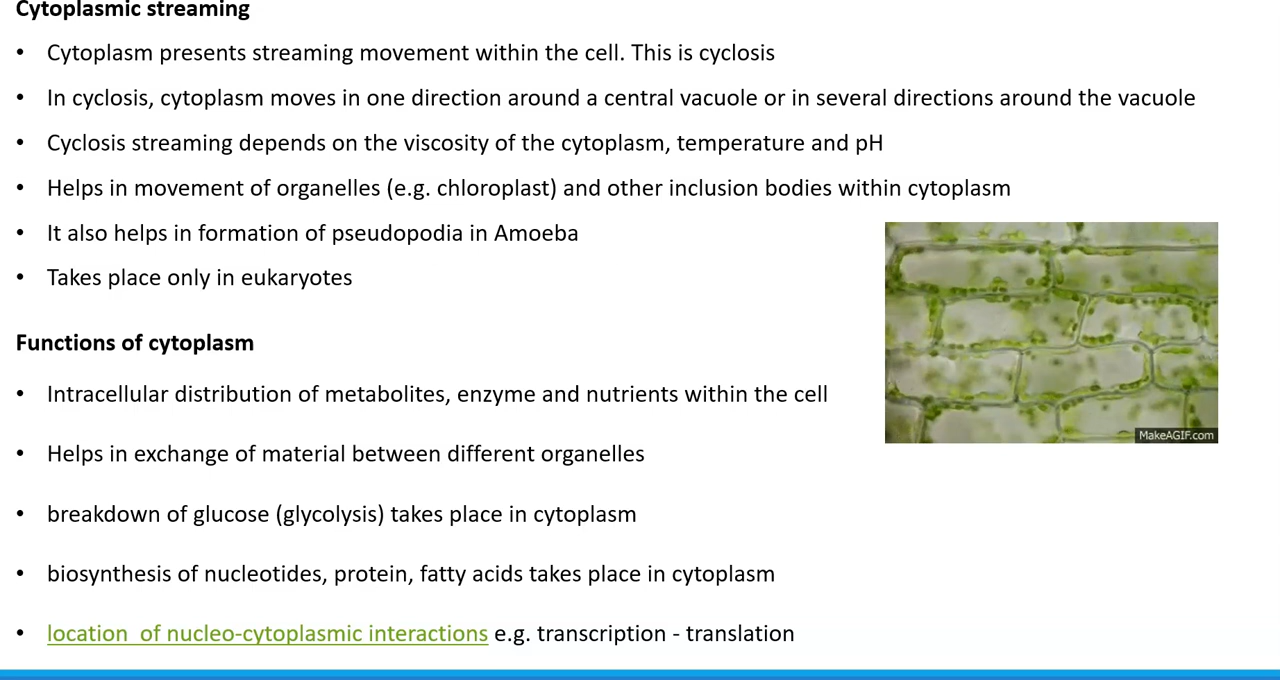 Cytoplasmic streaming
• Cytoplasm presents streaming movement within the cell. This is cyclosis
• In cyclosis, cytoplasm moves in one direction around a central vacuole or in several directions around the vacuole
• Cyclosis streaming depends on the viscosity of the cytoplasm, temperature and pH
• Helps in movement of organelles (e.g. chloroplast) and other inclusion bodies within cytoplasm
• It also helps in formation of pseudopodia in Amoeba
• Takes place only in eukaryotes
MakeAGIF.com
Functions of cytoplasm
• Intracellular distribution of metabolites, enzyme and nutrients within the cell
• Helps in exchange of material between different organelles
• breakdown of glucose (glycolysis) takes place in cytoplasm
• biosynthesis of nucleotides, protein, fatty acids takes place in cytoplasm
• location  of nucleo-cytoplasmic interactions e.g. transcription - translation